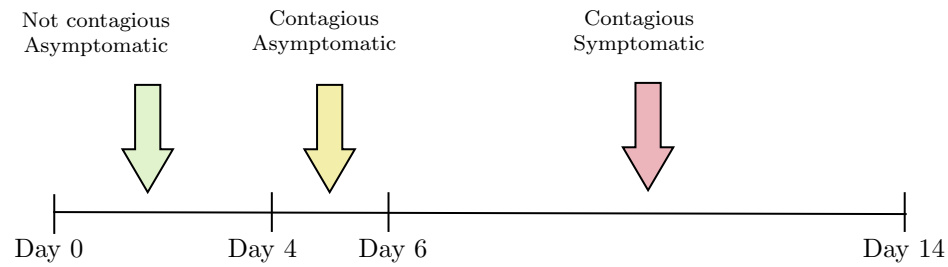 Not contagious
Asymptomatic
Contagious
Asymptomatic
Contagious
Symptomatic
Day 0
Day 4
Day 6
Day 14